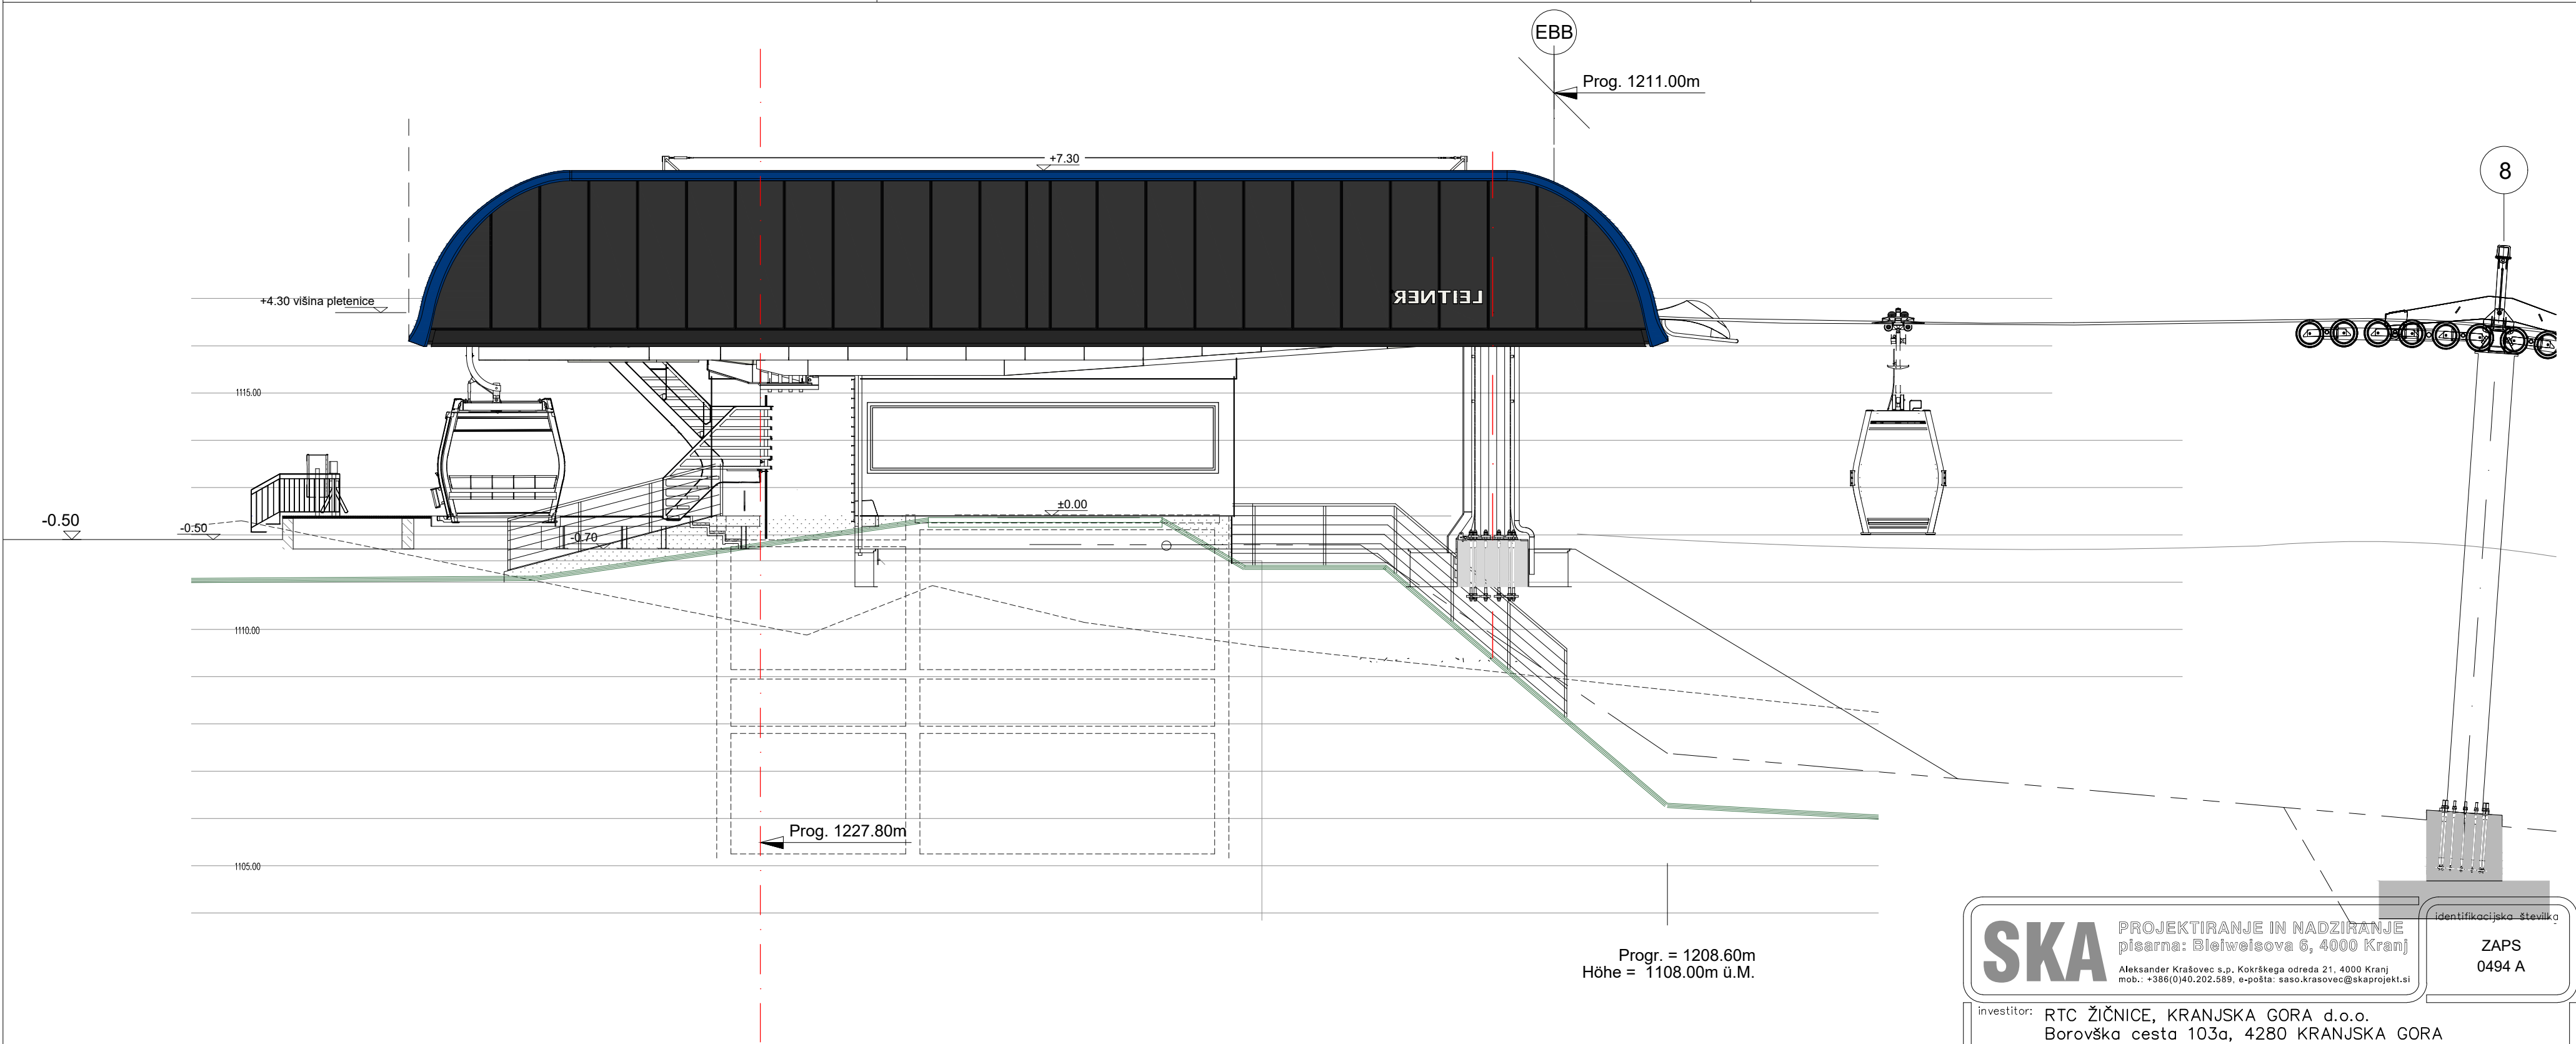 EBB
Prog. 1211.00m
+7.30
8
+4.30 višina pletenice
LEITNER
1115.00
±0.00
-0.50
-0.50
-0.70
1110.00
Prog. 1227.80m
1105.00
Progr. = 1208.60m
Höhe = 1108.00m ü.M.
SKA
PROJEKTIRANJE IN NADZIRANJE
pisarna: Bleiweisova 6, 4000 Kranj
Aleksander Krašovec s.p. Kokrškega odreda 21, 4000 Kranj
mob.: +386(0)40.202.589, e-pošta: saso.krasovec@skaprojekt.si
identifikacijska številka
ZAPS
0494 A
investitor: RTC ŽIČNICE, KRANJSKA GORA d.o.o.
Borovška cesta 103a, 4280 KRANJSKA GORA